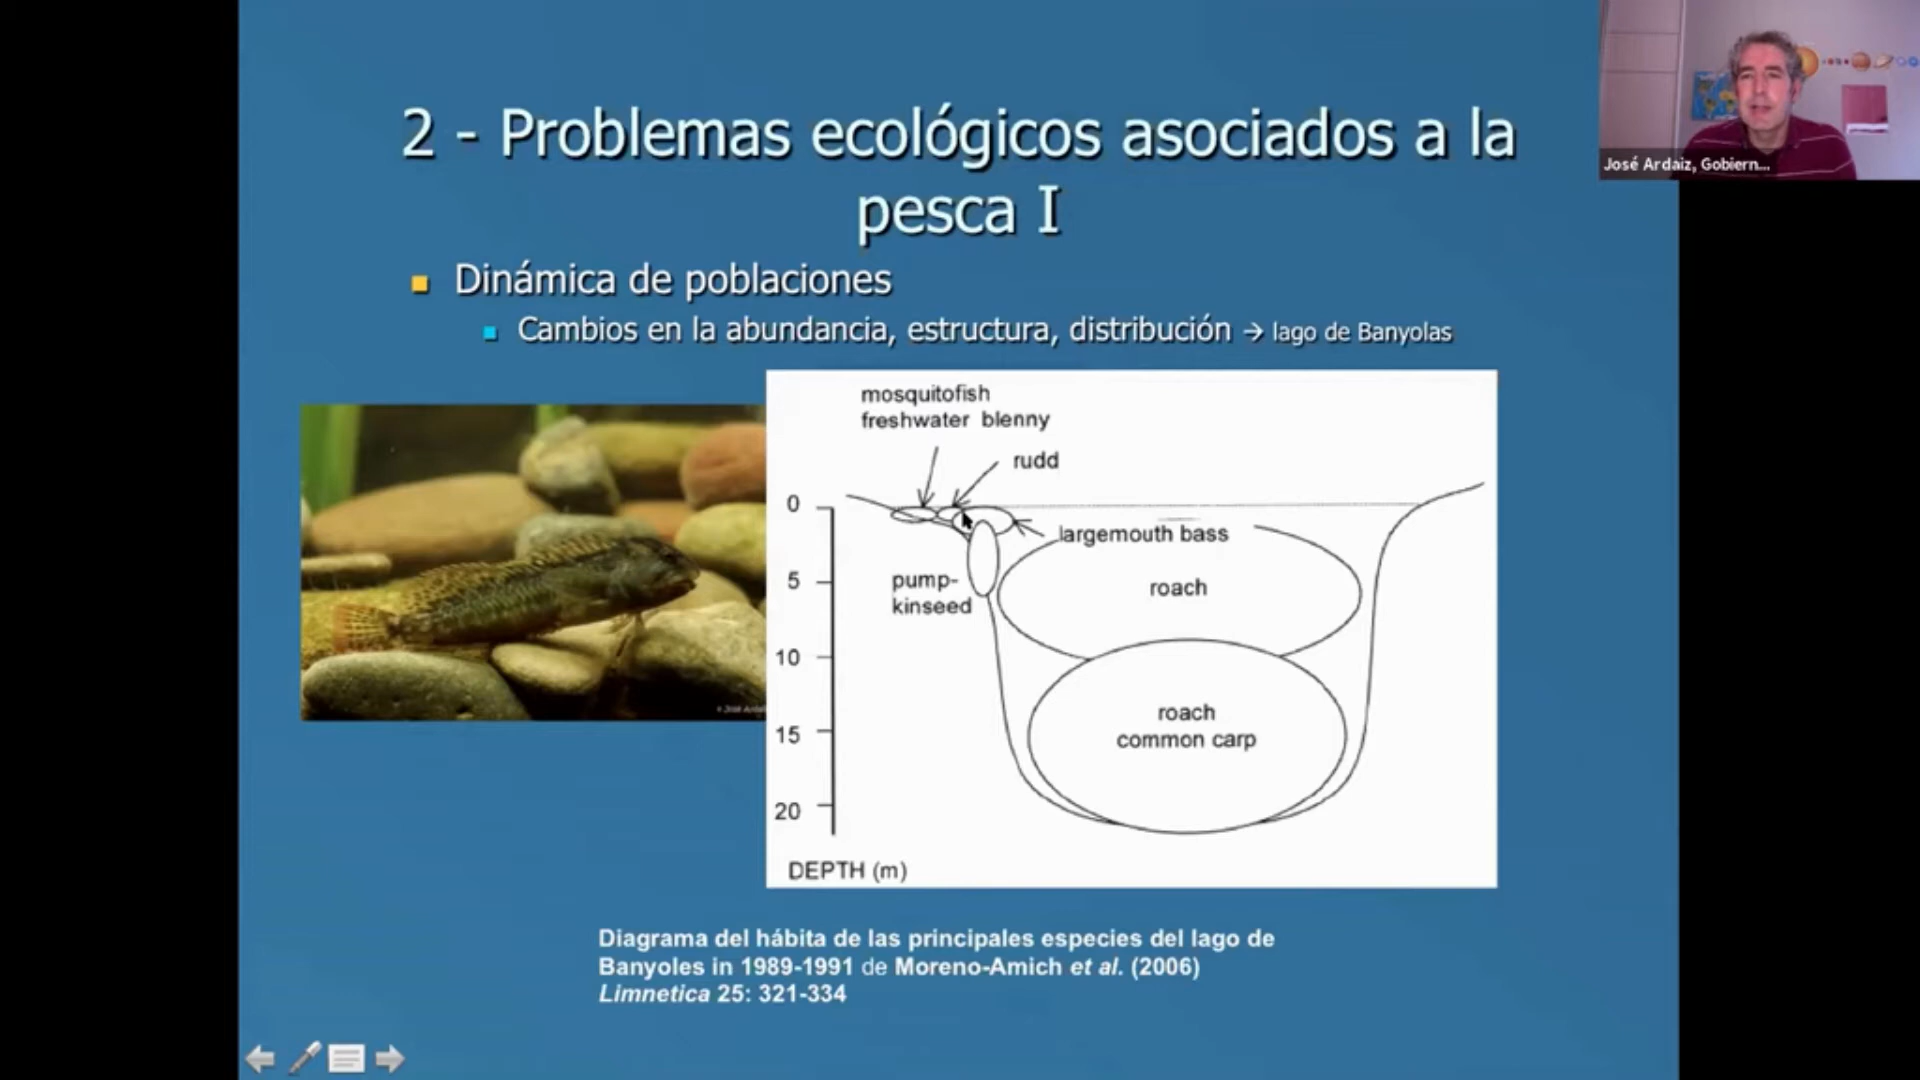 2 - Problemas ecológicos asociados a la
pesca I
José Ardaiz, Gobiern...
Dinámica de poblaciones
Cambios en la abundancia, estructura, distribución → lago de Banyolas
mosquitofish
freshwater blenny
rudd
0
largemouth bass
5
pump-
kinseed
roach
10
roach
15
common carp
20
DEPTH (m)
Diagrama del hábita de las principales especies del lago de
Banyoles in 1989-1991 de Moreno-Amich et al. (2006)
Limnetica 25: 321-334